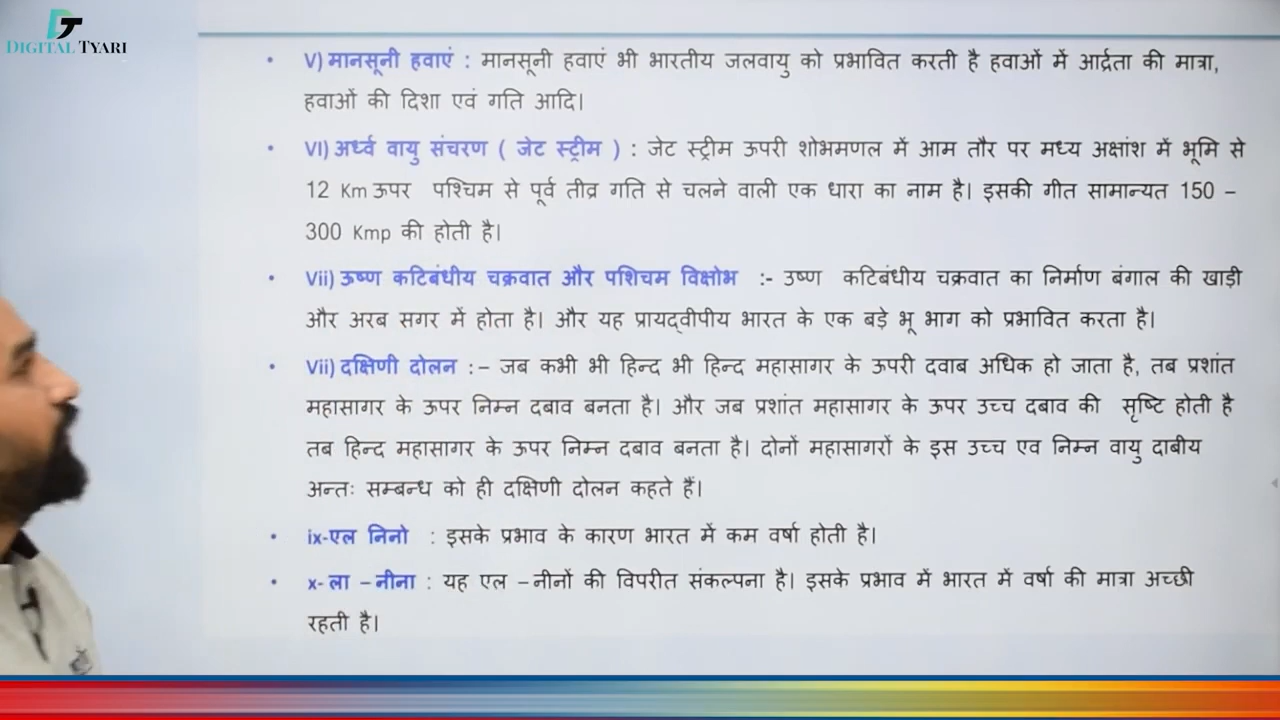 DT
DIGITAL TYARI
• V) मानसूनी हवाएं : मानसूनी हवाएं भी भारतीय जलवायु को प्रभावित करती है हवाओं में आर्द्रता की मात्रा,
हवाओं की दिशा एवं गति आदि।
• VI) अर्ध्व वायु संचरण ( जेट स्ट्रीम ) : जेट स्ट्रीम ऊपरी शोभमणल में आम तौर पर मध्य अक्षांश में भूमि से
12 Km ऊपर पश्चिम से पूर्व तीव्र गति से चलने वाली एक धारा का नाम है। इसकी गीत सामान्यत 150 –
300 Kmp की होती है।
• Vii) ऊष्ण कटिबंधीय चक्रवात और पशिचम विक्षोभ :- उष्ण कटिबंधीय चक्रवात का निर्माण बंगाल की खाड़ी
और अरब सगर में होता है। और यह प्रायद्वीपीय भारत के एक बड़े भू भाग को प्रभावित करता है।
• Vii) दक्षिणी दोलन :– जब कभी भी हिन्द भी हिन्द महासागर के ऊपरी दवाब अधिक हो जाता है, तब प्रशांत
महासागर के ऊपर निम्न दबाव बनता है। और जब प्रशांत महासागर के ऊपर उच्च दबाव की सृष्टि होती है
तब हिन्द महासागर के ऊपर निम्न दबाव बनता है। दोनों महासागरों के इस उच्च एव निम्न वायु दाबीय
अन्तः सम्बन्ध को ही दक्षिणी दोलन कहते हैं।
• ix-एल निनो : इसके प्रभाव के कारण भारत में कम वर्षा होती है।
• x- ला – नीना : यह एल – नीनों की विपरीत संकल्पना है। इसके प्रभाव में भारत में वर्षा की मात्रा अच्छी
रहती है।